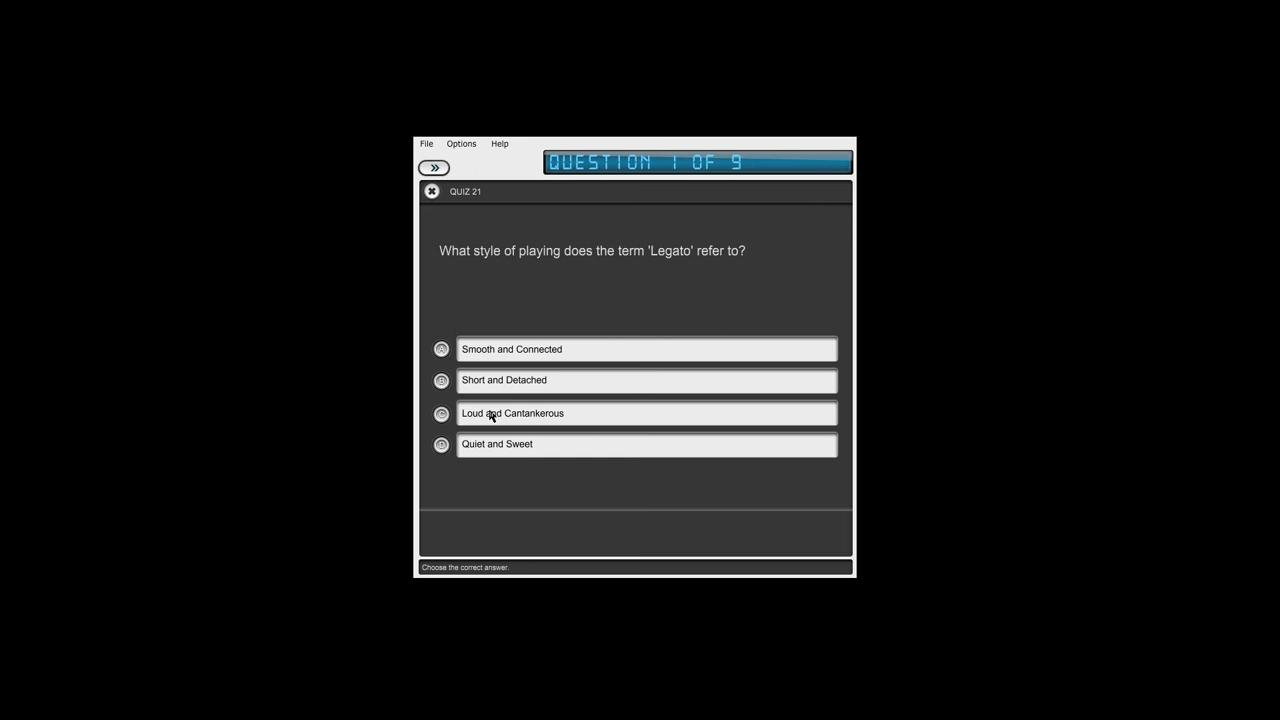 File Options Help
QUESTION 1 OF 9
QUIZ 21
What style of playing does the term 'Legato' refer to?
A Smooth and Connected
B Short and Detached
C Loud and Cantankerous
D Quiet and Sweet
Choose the correct answer.